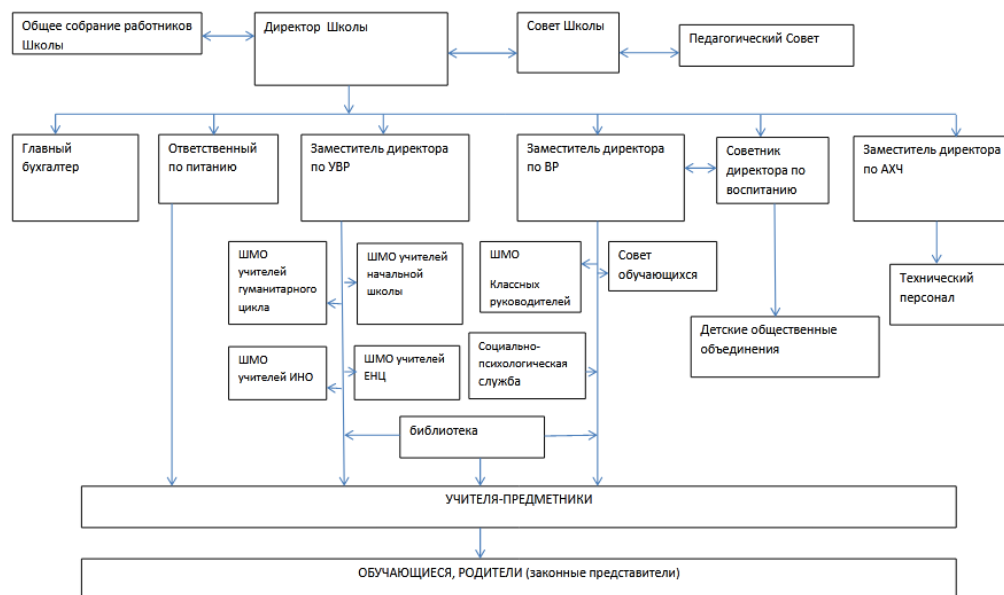 Общее собрание работников
Школы
Директор Школы
Совет Школы
Педагогический Совет
Главный
бухгалтер
Ответственный
по питанию
Заместитель директора
по УВР
Заместитель директора
по ВР
Советник
директора по
воспитанию
Заместитель директора
по АХЧ
ШМО
учителей
гуманитарного
цикла
ШМО учителей
начальной
школы
ШМО
Классных
руководителей
Совет
обучающихся
Технический
персонал
Детские общественные
объединения
ШМО
учителей ИНО
ШМО учителей
ЕНЦ
Социально-
психологическая
служба
библиотека
УЧИТЕЛЯ-ПРЕДМЕТНИКИ
ОБУЧАЮЩИЕСЯ, РОДИТЕЛИ (законные представители)